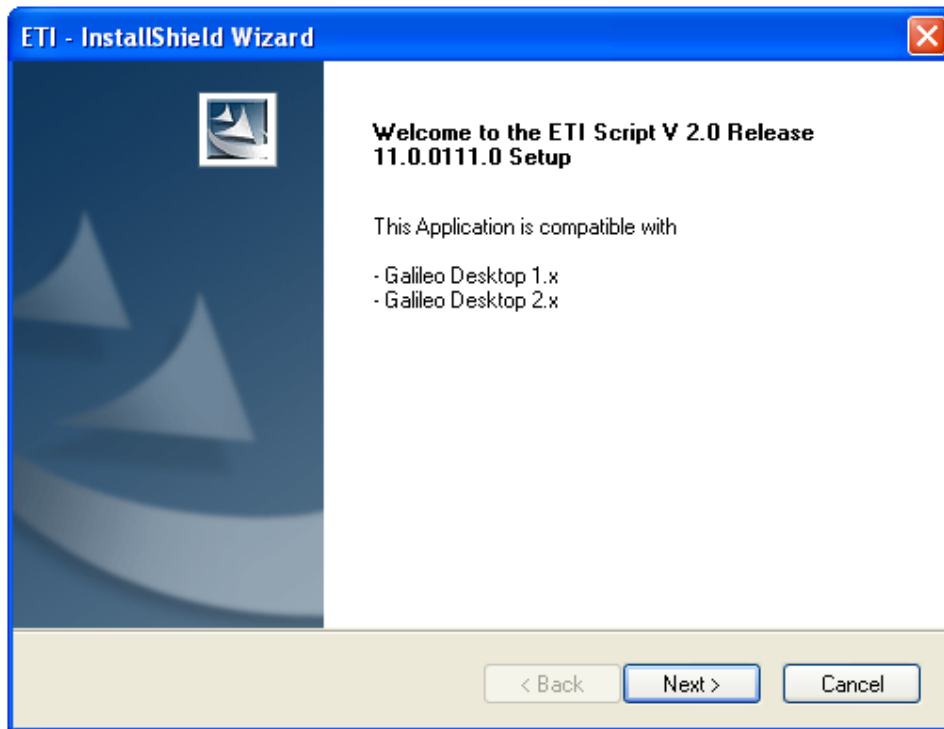 ETI - InstallShield Wizard
Welcome to the ETI Script V 2.0 Release
11.0.0111.0 Setup
This Application is compatible with
- Galileo Desktop 1.x
- Galileo Desktop 2.x
< Back Next > Cancel